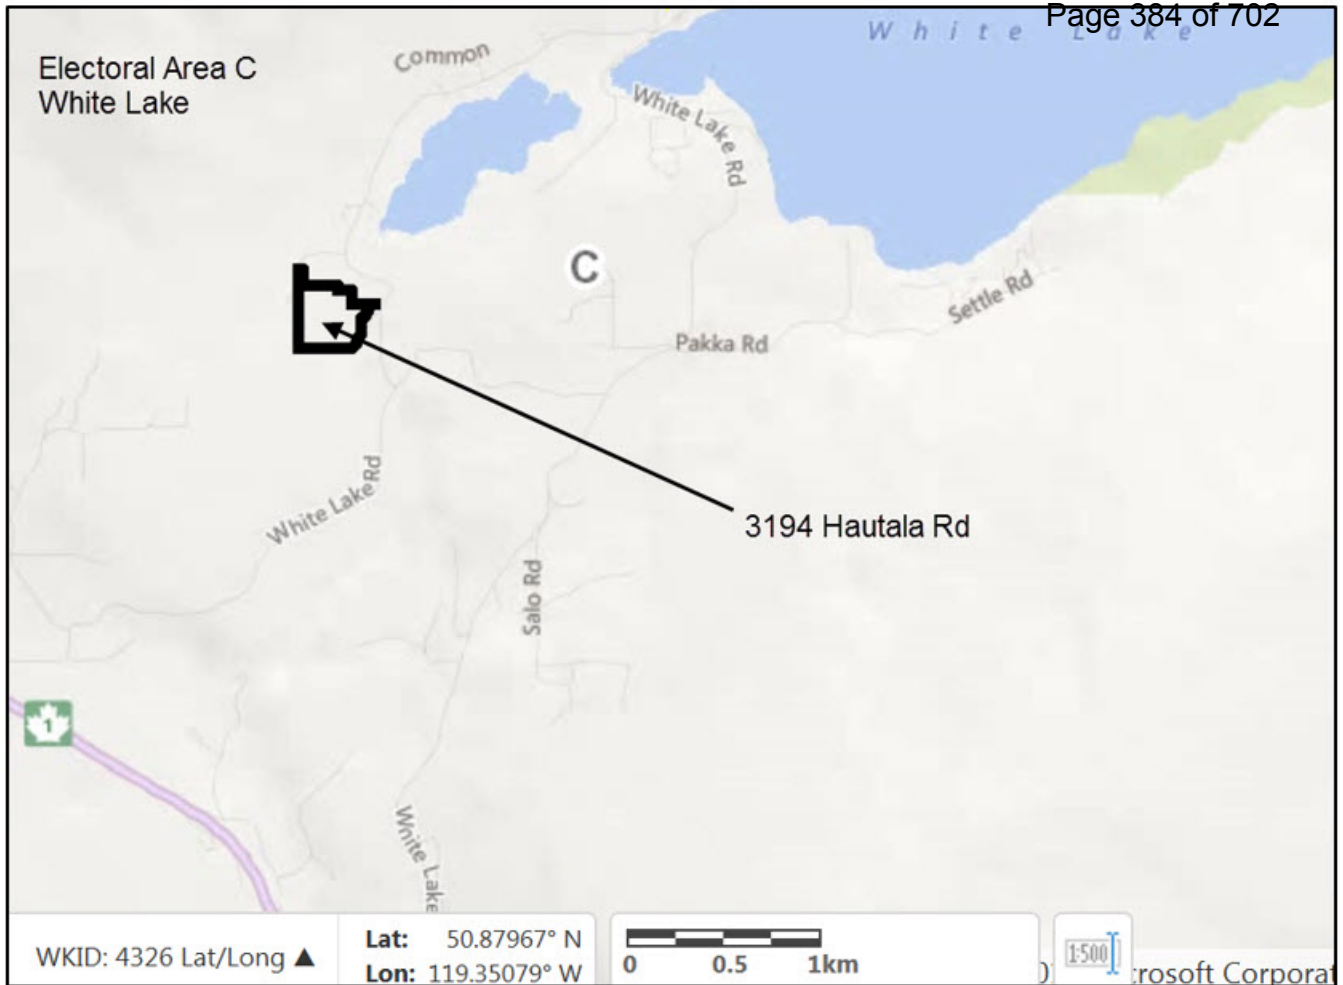 Page 384 of 702
White Lake
Electoral Area C
White Lake
Common
White Lake Rd
C
Settle Rd
Pakka Rd
White Lake Rd
3194 Hautala Rd
Salo Rd
1
White Lake
WKID: 4326 Lat/Long ▲
Lat: 50.87967° N
Lon: 119.35079° W
0 0.5 1km
1:500
crosoft Corporat